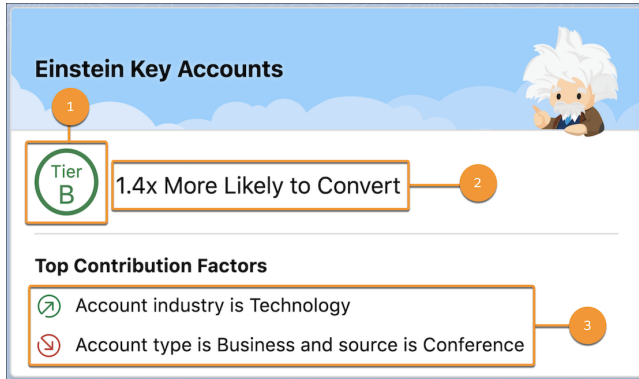 Einstein Key Accounts
1
Tier
B
1.4x More Likely to Convert
2
Top Contribution Factors
Account industry is Technology
Account type is Business and source is Conference
3